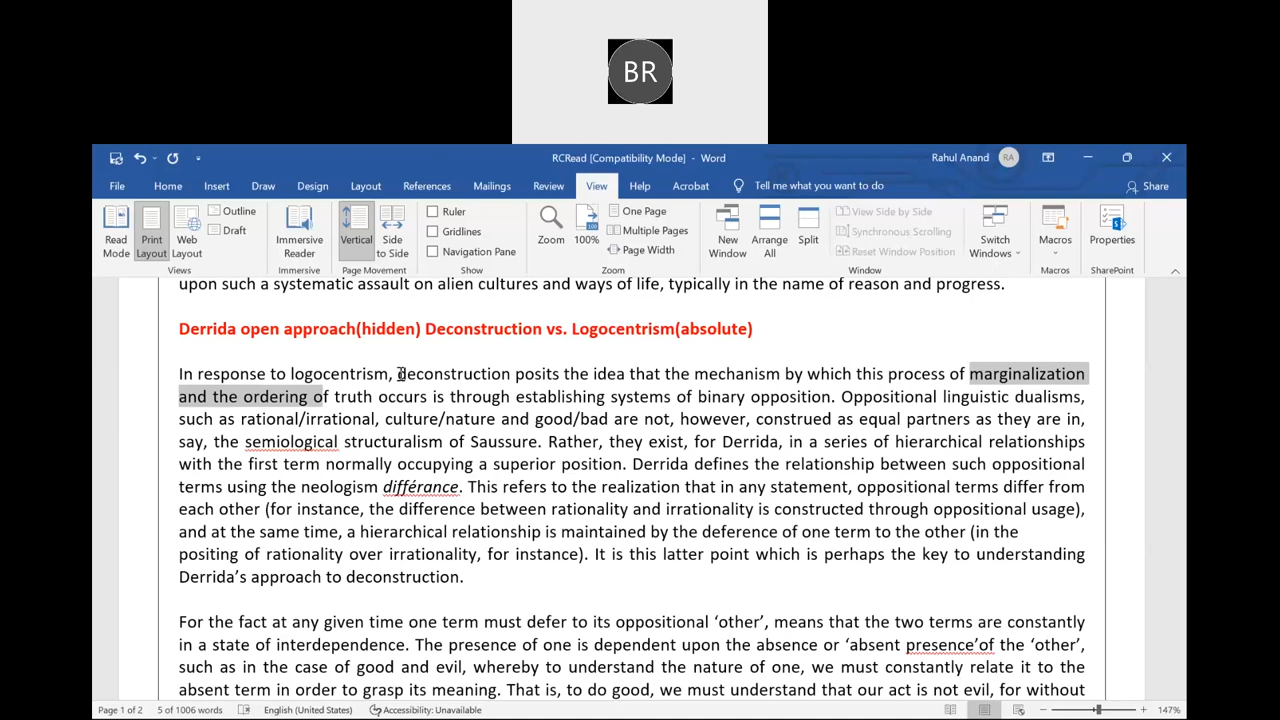 BR
RCRead [Compatibility Mode] - Word
Rahul Anand RA
File Home Insert Draw Design Layout References Mailings Review View Help Acrobat Tell me what you want to do Share
Read Mode
Print Layout
Web Layout
Outline
Draft
Views
Immersive Reader
Immersive
Vertical
Side to Side
Page Movement
Ruler
Gridlines
Navigation Pane
Show
Zoom
100
100%
One Page
Multiple Pages
Page Width
Zoom
New Window
Arrange All
Split
View Side by Side
Synchronous Scrolling
Reset Window Position
Window
Switch Windows
Macros
Macros
Properties
SharePoint
upon such a systematic assault on alien cultures and ways of life, typically in the name of reason and progress.
Derrida open approach(hidden) Deconstruction vs. Logocentrism(absolute)
In response to logocentrism, deconstruction posits the idea that the mechanism by which this process of marginalization
and the ordering of truth occurs is through establishing systems of binary opposition. Oppositional linguistic dualisms,
such as rational/irrational, culture/nature and good/bad are not, however, construed as equal partners as they are in,
say, the semiological structuralism of Saussure. Rather, they exist, for Derrida, in a series of hierarchical relationships
with the first term normally occupying a superior position. Derrida defines the relationship between such oppositional
terms using the neologism différance. This refers to the realization that in any statement, oppositional terms differ from
each other (for instance, the difference between rationality and irrationality is constructed through oppositional usage),
and at the same time, a hierarchical relationship is maintained by the deference of one term to the other (in the
positing of rationality over irrationality, for instance). It is this latter point which is perhaps the key to understanding
Derrida’s approach to deconstruction.
For the fact at any given time one term must defer to its oppositional ‘other’, means that the two terms are constantly
in a state of interdependence. The presence of one is dependent upon the absence or ‘absent presence’of the ‘other’,
such as in the case of good and evil, whereby to understand the nature of one, we must constantly relate it to the
absent term in order to grasp its meaning. That is, to do good, we must understand that our act is not evil, for without
Page 1 of 2 5 of 1006 words English (United States) Accessibility: Unavailable 147%